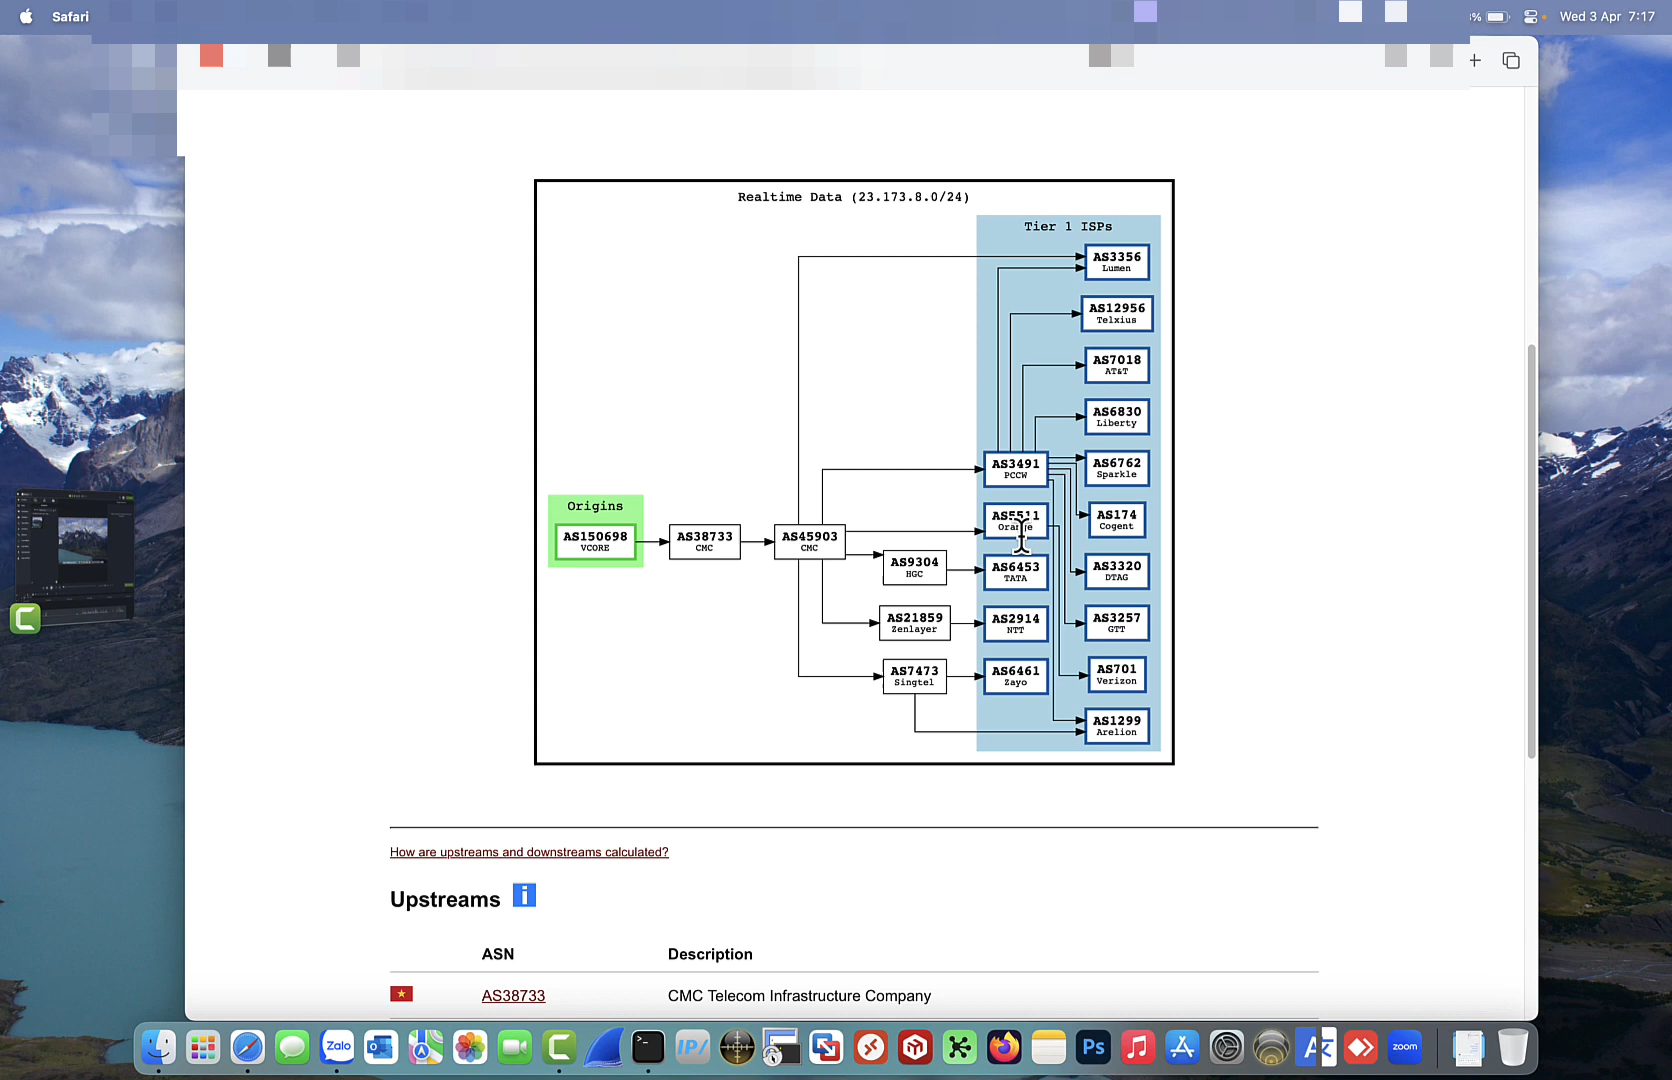 Safari
% Wed 3 Apr 7:17
Realtime Data (23.173.8.0/24)
Tier 1 ISPs
AS3356
Lumen
AS12956
Telxius
AS7018
AT&T
AS6830
Liberty
AS3491
PCCW
AS6762
Sparkle
Origins
AS150698
VCORE
AS38733
CMC
AS45903
CMC
AS5511
Orange
AS174
Cogent
AS9304
HGC
AS6453
TATA
AS3320
DTAG
AS21859
Zenlayer
AS2914
NTT
AS3257
GTT
AS7473
Singtel
AS6461
Zayo
AS701
Verizon
AS1299
Arelion
How are upstreams and downstreams calculated?
Upstreams i
ASN Description
AS38733 CMC Telecom Infrastructure Company
Zalo
IP/
Ps
zoom